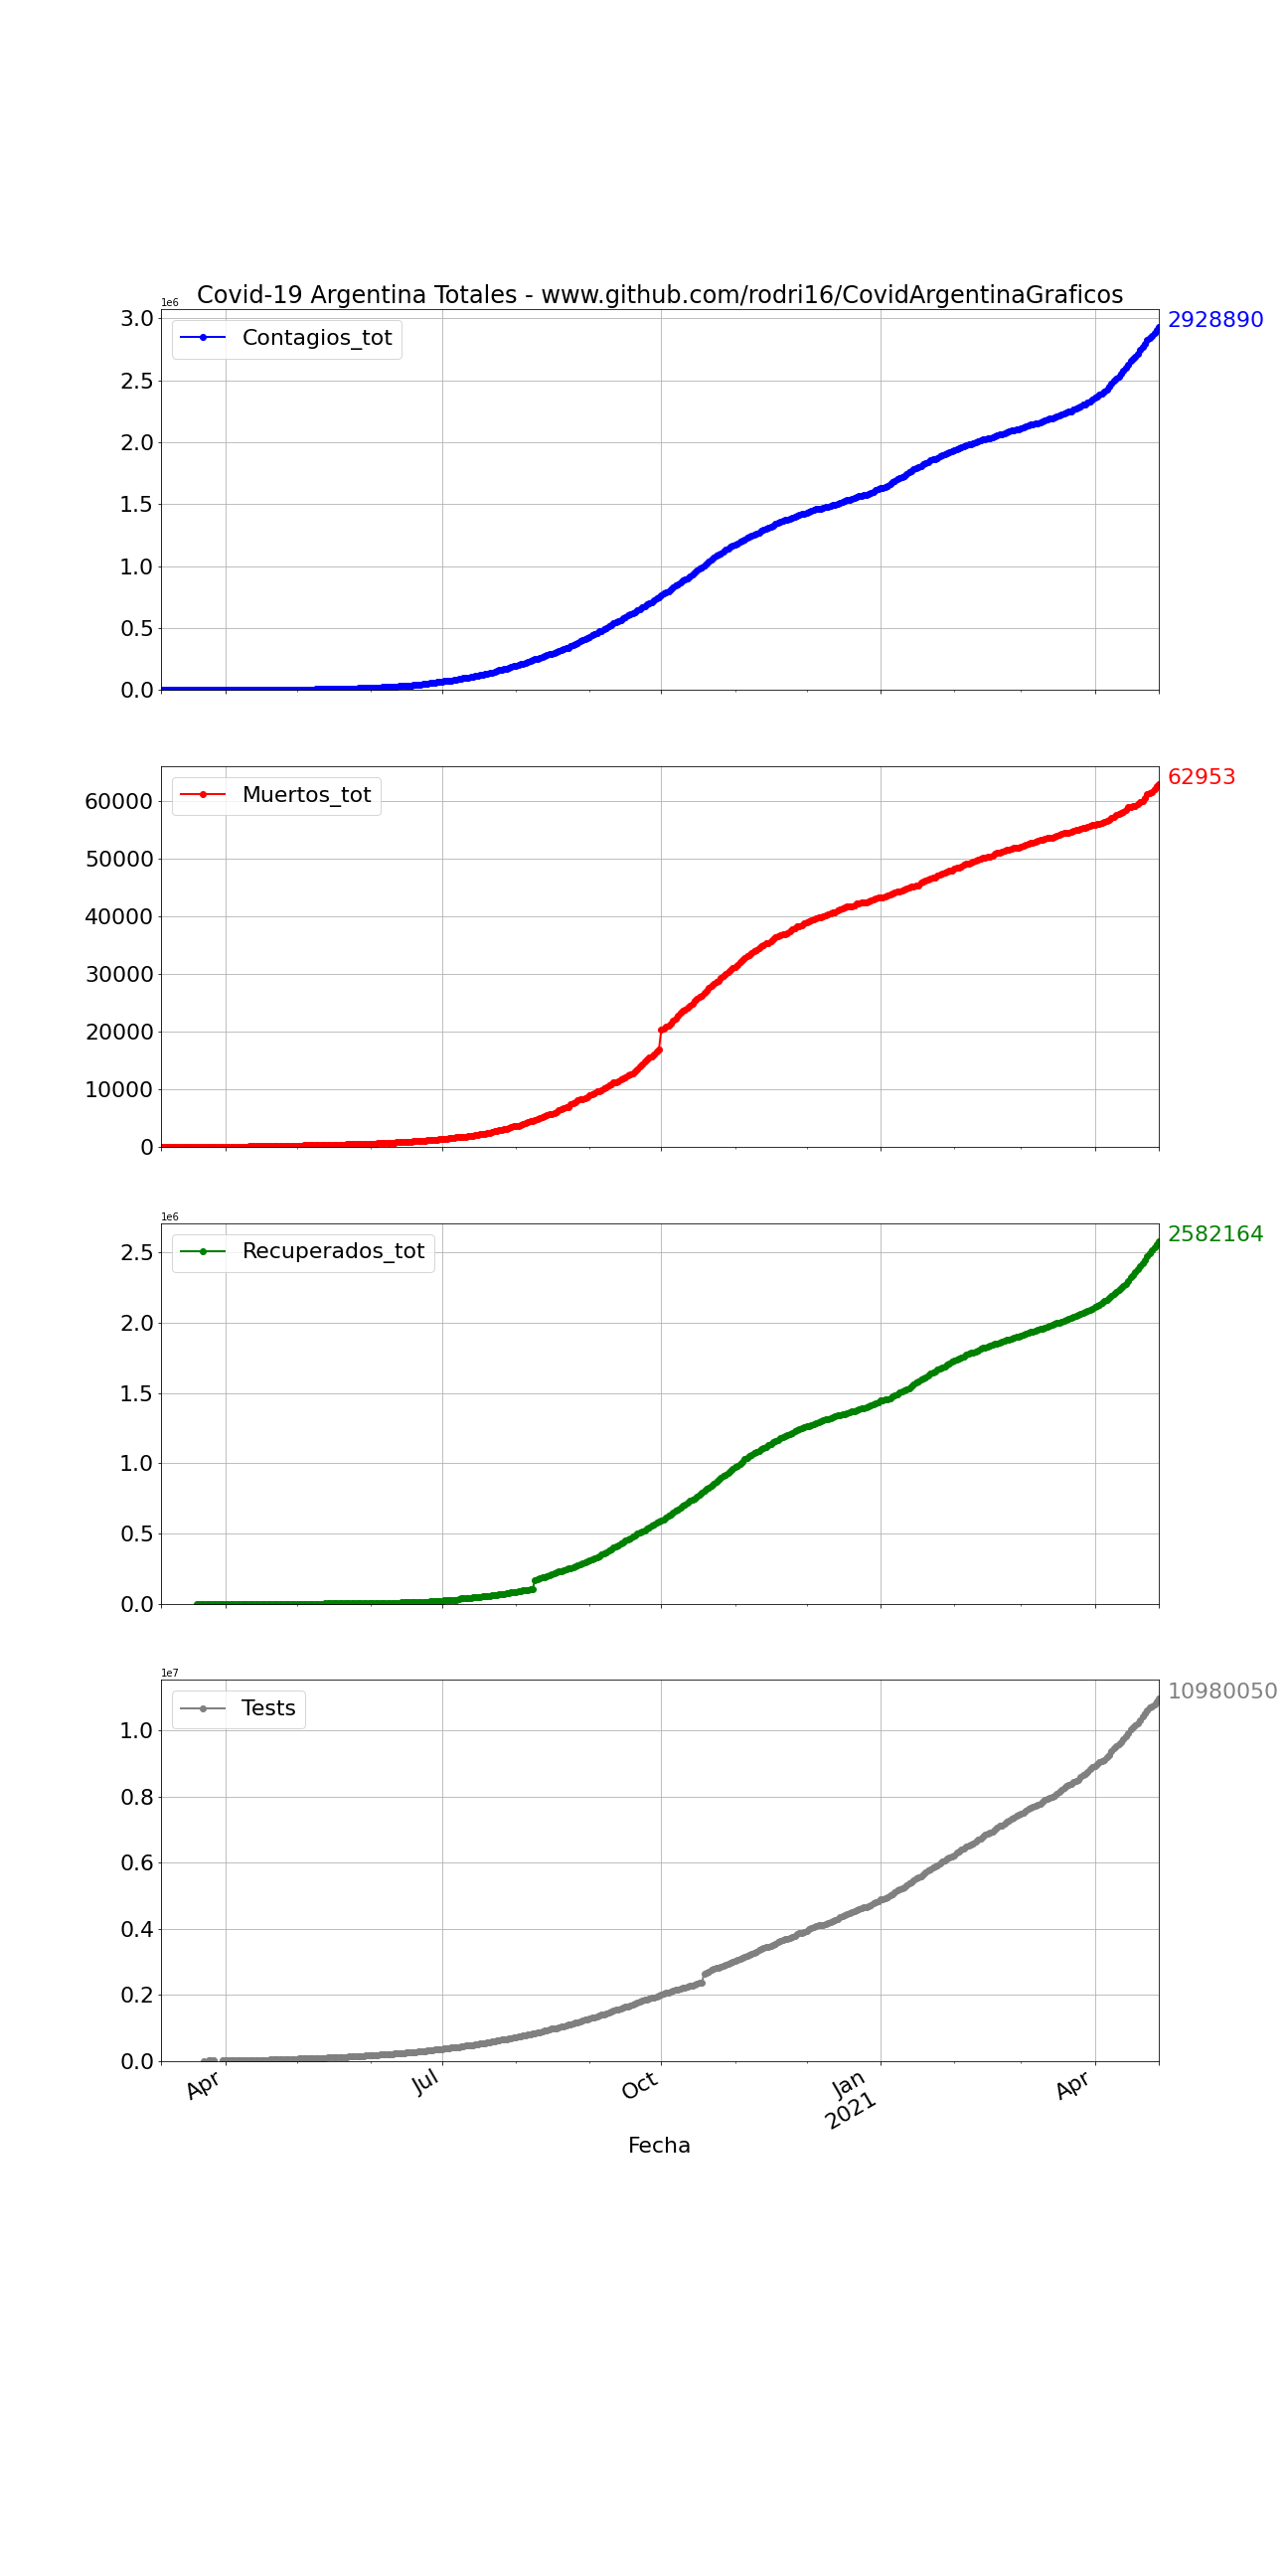 Covid-19 Argentina Totales - www.github.com/rodri16/CovidArgentinaGraficos
1e6
3.0
2.5
2.0
1.5
1.0
0.5
0.0
Contagios_tot
2928890
60000
50000
40000
30000
20000
10000
0
Muertos_tot
62953
1e6
2.5
2.0
1.5
1.0
0.5
0.0
Recuperados_tot
2582164
1e7
1.0
0.8
0.6
0.4
0.2
0.0
Tests
10980050
Apr
Jul
Oct
Jan
2021
Apr
Fecha